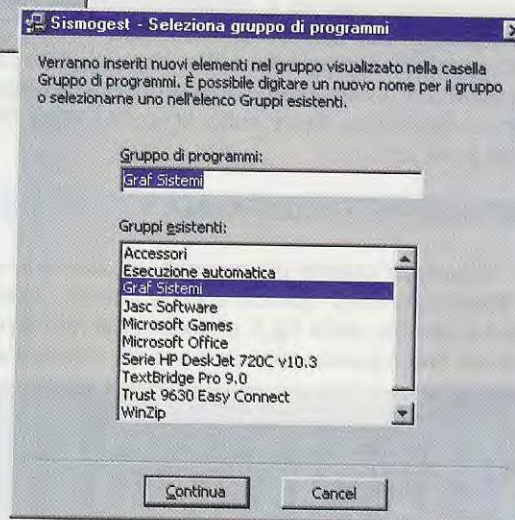 Sismogest - Seleziona gruppo di programmi
Verranno inseriti nuovi elementi nel gruppo visualizzato nella casella
Gruppo di programmi. È possibile digitare un nuovo nome per il gruppo
o selezionarne uno nell'elenco Gruppi esistenti.
Gruppo di programmi:
Graf Sistemi
Gruppi esistenti:
Accessori
Esecuzione automatica
Graf Sistemi
Jasc Software
Microsoft Games
Microsoft Office
Serie HP DeskJet 720C v10.3
TextBridge Pro 9.0
Trust 9630 Easy Connect
WinZip
Continua
Cancel